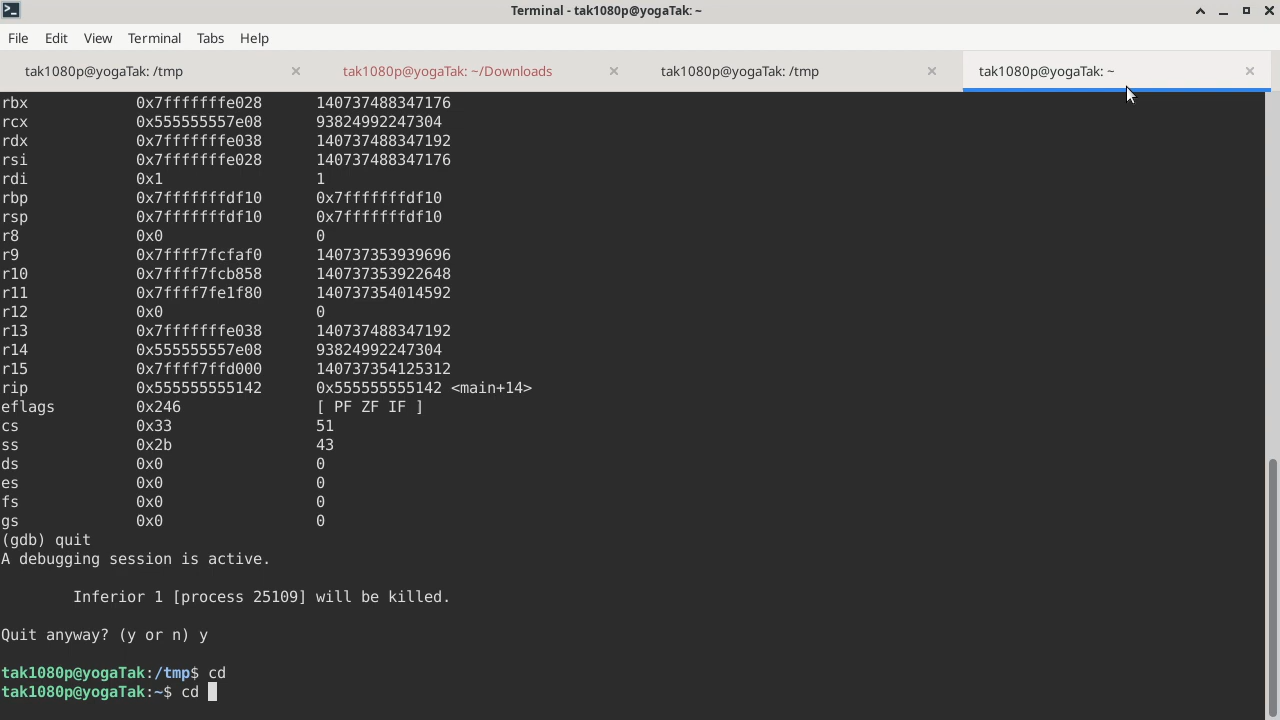 Terminal - tak1080p@yogaTak: ~
File Edit View Terminal Tabs Help
tak1080p@yogaTak: /tmp tak1080p@yogaTak: ~/Downloads tak1080p@yogaTak: /tmp tak1080p@yogaTak: ~
rbx 0x7fffffffe028 140737488347176
rcx 0x555555557e08 93824992247304
rdx 0x7fffffffe038 140737488347192
rsi 0x7fffffffe028 140737488347176
rdi 0x1 1
rbp 0x7fffffffdf10 0x7fffffffdf10
rsp 0x7fffffffdf10 0x7fffffffdf10
r8 0x0 0
r9 0x7ffff7fcfaf0 140737353939696
r10 0x7ffff7fcb858 140737353922648
r11 0x7ffff7fe1f80 140737354014592
r12 0x0 0
r13 0x7fffffffe038 140737488347192
r14 0x555555557e08 93824992247304
r15 0x7ffff7ffd000 140737354125312
rip 0x555555555142 0x555555555142 <main+14>
eflags 0x246 [ PF ZF IF ]
cs 0x33 51
ss 0x2b 43
ds 0x0 0
es 0x0 0
fs 0x0 0
gs 0x0 0
(gdb) quit
A debugging session is active.
Inferior 1 [process 25109] will be killed.
Quit anyway? (y or n) y
tak1080p@yogaTak:/tmp$ cd
tak1080p@yogaTak:~$ cd